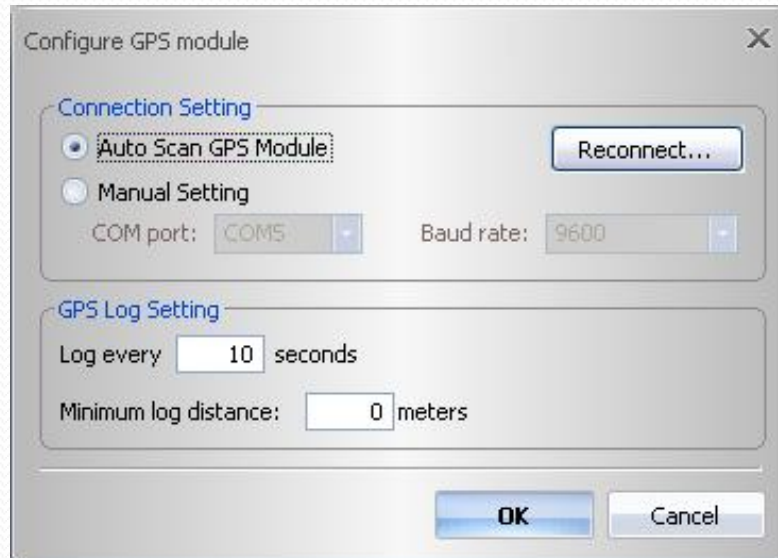 Configure GPS module
Connection Setting
Auto Scan GPS Module Reconnect...
Manual Setting
COM port: COM5 Baud rate: 9600
GPS Log Setting
Log every 10 seconds
Minimum log distance: 0 meters
OK Cancel